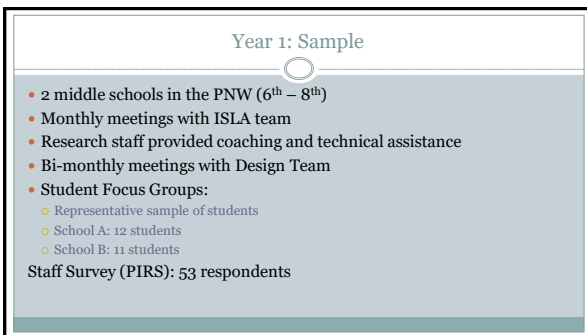 Year 1: Sample
• 2 middle schools in the PNW (6th – 8th)
• Monthly meetings with ISLA team
• Research staff provided coaching and technical assistance
• Bi-monthly meetings with Design Team
• Student Focus Groups:
○ Representative sample of students
○ School A: 12 students
○ School B: 11 students
Staff Survey (PIRS): 53 respondents